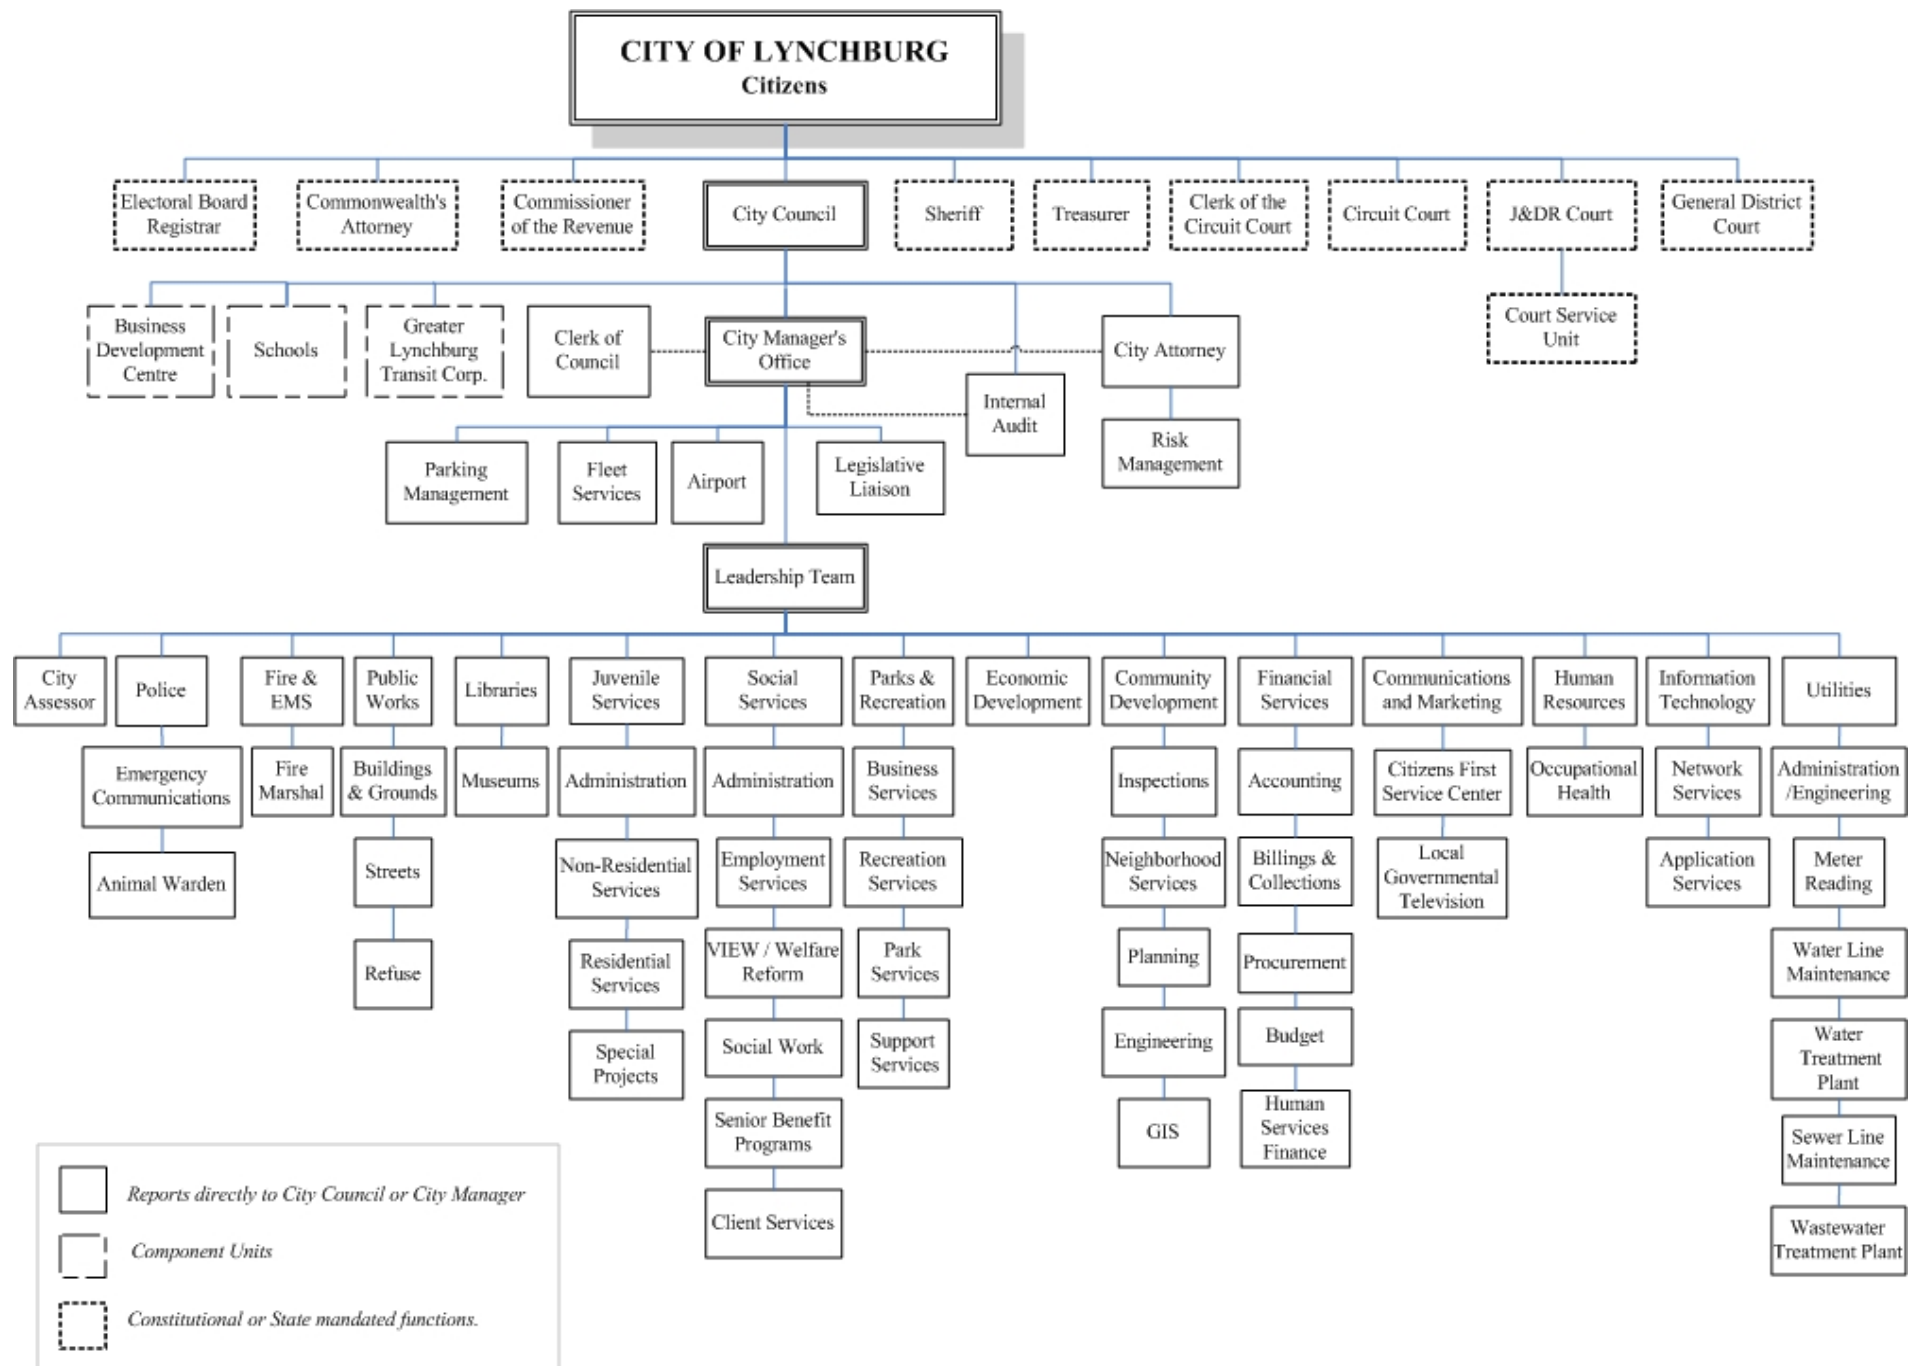 CITY OF LYNCHBURG
Citizens
Electoral Board
Registrar
Commonwealth's
Attorney
Commissioner
of the Revenue
City Council
Sheriff
Treasurer
Clerk of the
Circuit Court
Circuit Court
J&DR Court
General District
Court
Business
Development
Centre
Schools
Greater
Lynchburg
Transit Corp.
Clerk of
Council
City Manager's
Office
City Attorney
Court Service
Unit
Internal
Audit
Risk
Management
Parking
Management
Fleet
Services
Airport
Legislative
Liaison
Leadership Team
City
Assessor
Police
Fire &
EMS
Public
Works
Libraries
Juvenile
Services
Social
Services
Parks &
Recreation
Economic
Development
Community
Development
Financial
Services
Communications
and Marketing
Human
Resources
Information
Technology
Utilities
Emergency
Communications
Fire
Marshal
Buildings
& Grounds
Museums
Administration
Administration
Business
Services
Inspections
Accounting
Citizens First
Service Center
Occupational
Health
Network
Services
Administration
/Engineering
Animal Warden
Streets
Non-Residential
Services
Employment
Services
Recreation
Services
Neighborhood
Services
Billings &
Collections
Local
Governmental
Television
Application
Services
Meter
Reading
Refuse
Residential
Services
VIEW / Welfare
Reform
Park
Services
Planning
Procurement
Water Line
Maintenance
Special
Projects
Social Work
Support
Services
Engineering
Budget
Water
Treatment
Plant
Senior Benefit
Programs
GIS
Human
Services
Finance
Sewer Line
Maintenance
Client Services
Wastewater
Treatment Plant
Reports directly to City Council or City Manager
Component Units
Constitutional or State mandated functions.